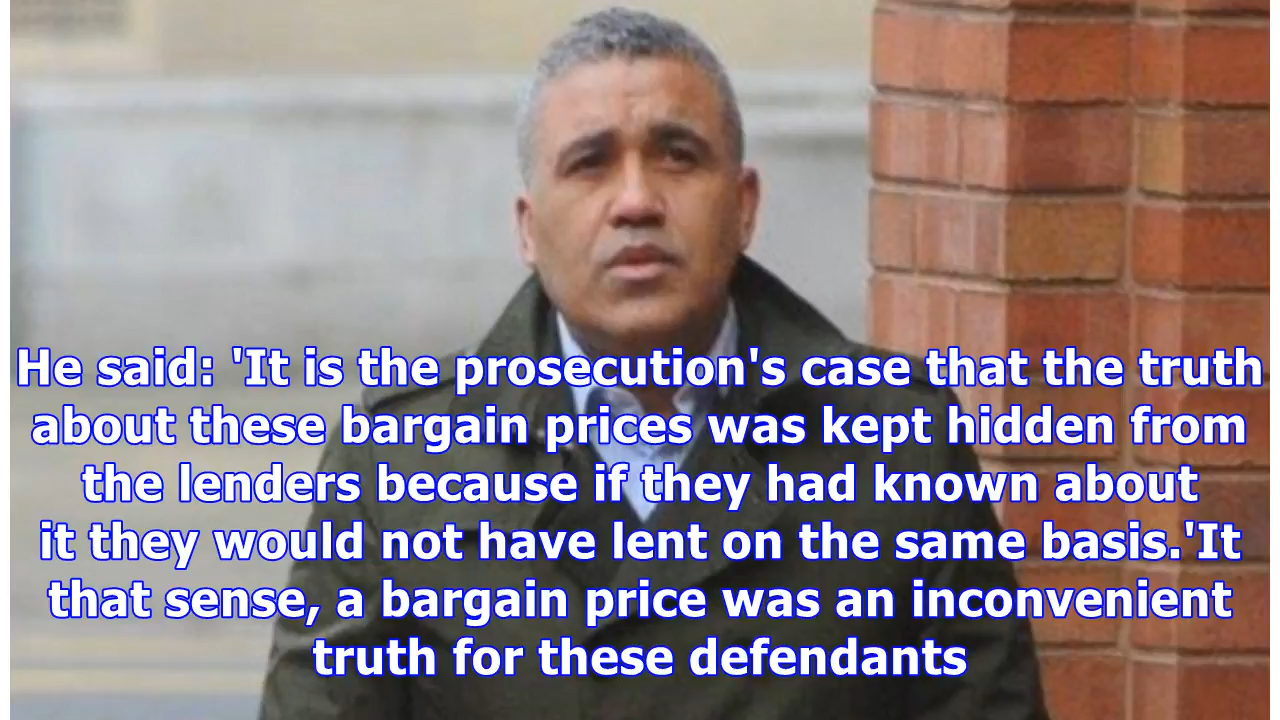 He said: 'It is the prosecution's case that the truth
about these bargain prices was kept hidden from
the lenders because if they had known about
it they would not have lent on the same basis.'It
that sense, a bargain price was an inconvenient
truth for these defendants